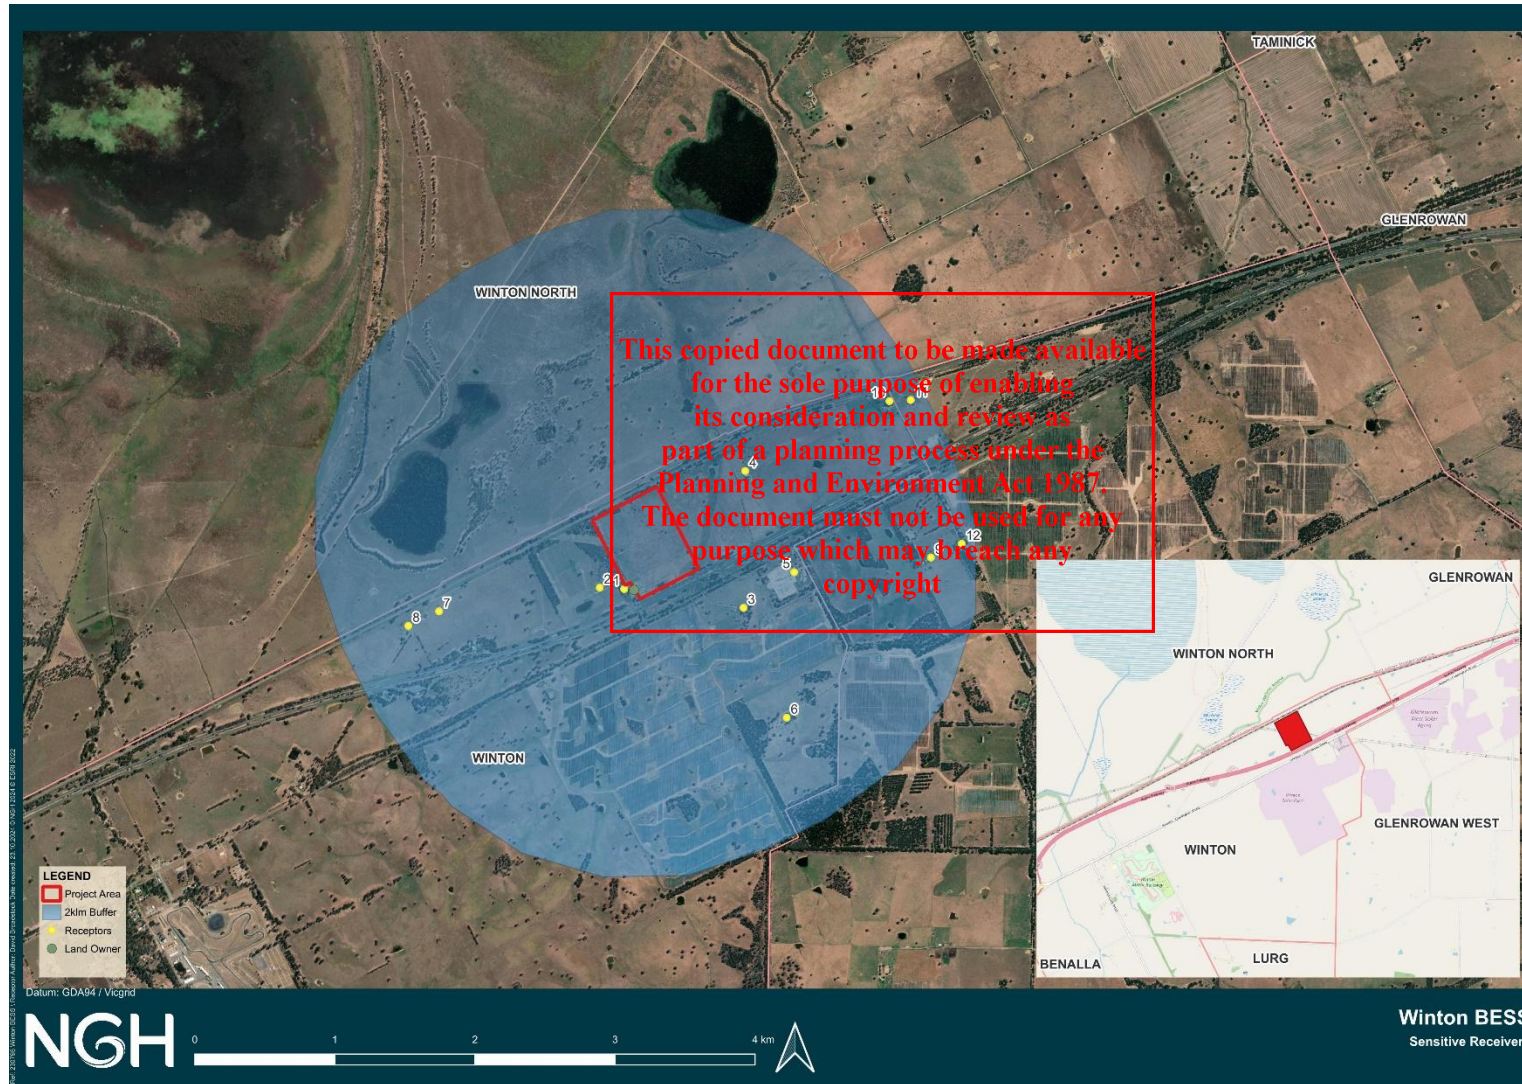 TAMINICK
GLENROWAN
WINTON NORTH
This copied document to be made available
for the sole purpose of enabling
its consideration and review as
part of a planning process under the
Planning and Environment Act 1987.
The document must not be used for any
purpose which may breach any
copyright
11
4
12
9
5
2
1
3
7
8
6
WINTON
GLENROWAN
WINTON NORTH
GLENROWAN WEST
WINTON
LURG
BENALLA
LEGEND
Project Area
2klm Buffer
Receptors
Land Owner
Datum: GDA94 / Vicgrid
NGH
0 1 2 3 4 km
Winton BESS
Sensitive Receiver